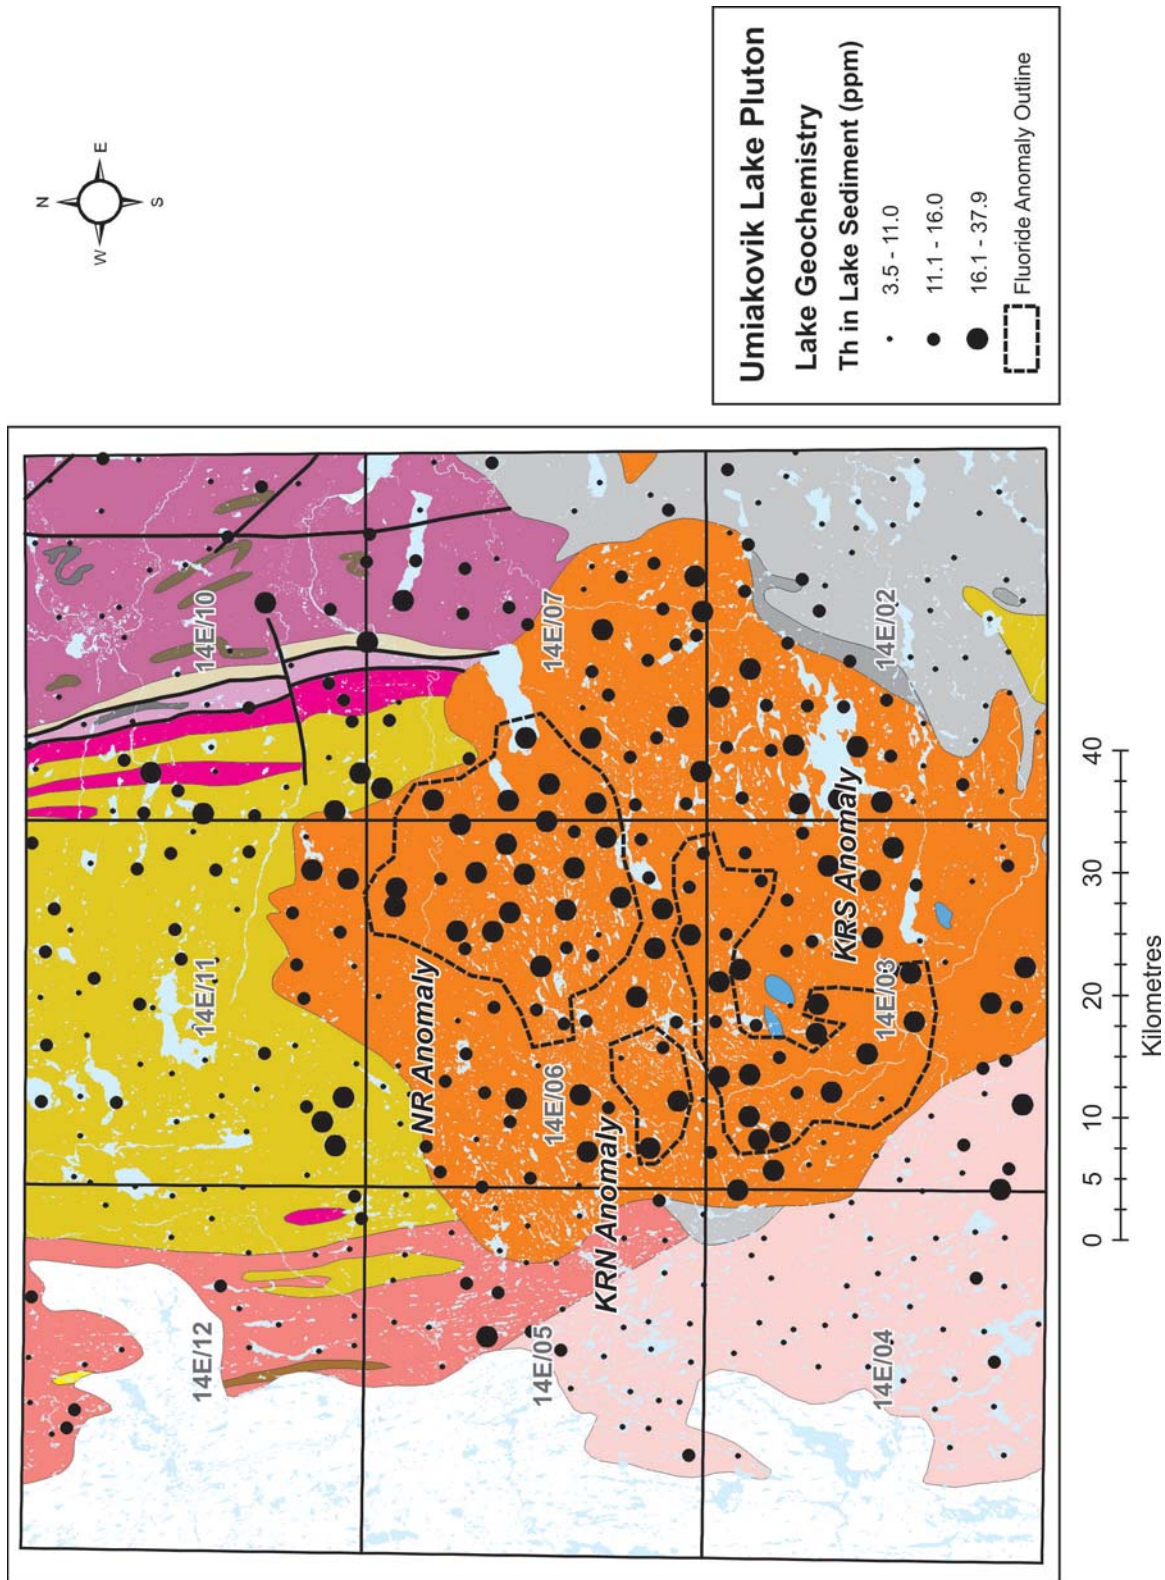 N
W
E
S
Umiakovik Lake Pluton
Lake Geochemistry
Th in Lake Sediment (ppm)
3.5 - 11.0
11.1 - 16.0
16.1 - 37.9
Fluoride Anomaly Outline
14E/12
14E/11
14E/10
14E/05
14E/06
14E/07
14E/04
14E/03
14E/02
NR Anomaly
KRN Anomaly
KRS Anomaly
0 5 10 20 30 40
Kilometres